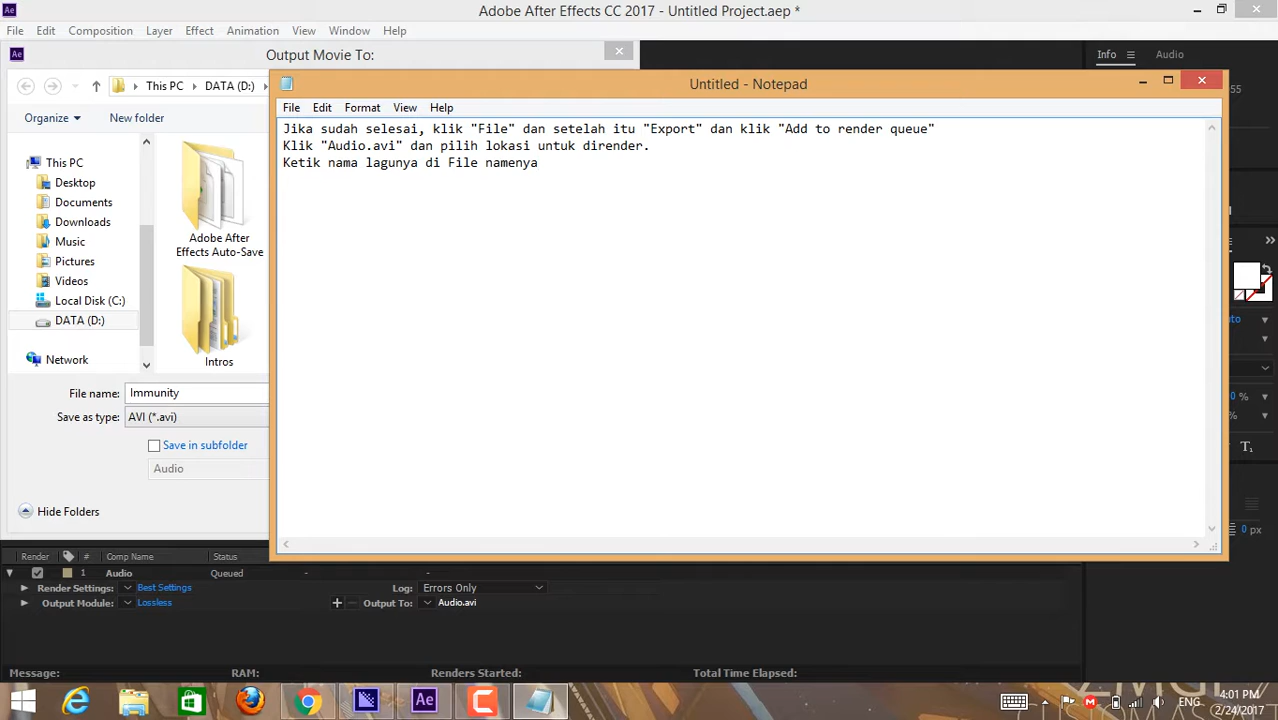 Adobe After Effects CC 2017 - Untitled Project.aep *
File Edit Composition Layer Effect Animation View Window Help
Output Movie To:
Info Audio
This PC DATA (D:)
Untitled - Notepad
File Edit Format View Help
Organize New folder
Jika sudah selesai, klik "File" dan setelah itu "Export" dan klik "Add to render queue"
Klik "Audio.avi" dan pilih lokasi untuk dirender.
Ketik nama lagunya di File namenya
This PC
Desktop
Documents
Downloads
Music
Pictures
Videos
Local Disk (C:)
DATA (D:)
Network
Adobe After
Effects Auto-Save
Intros
File name: Immunity
Save as type: AVI (*.avi)
Save in subfolder
Audio
Hide Folders
55
0 %
%
0 px
Render # Comp Name Status
1 Audio Queued - -
Render Settings: Best Settings Log: Errors Only
Output Module: Lossless Output To: Audio.avi
Message: RAM: Renders Started: Total Time Elapsed:
ENG
4:01 PM
2/24/2017